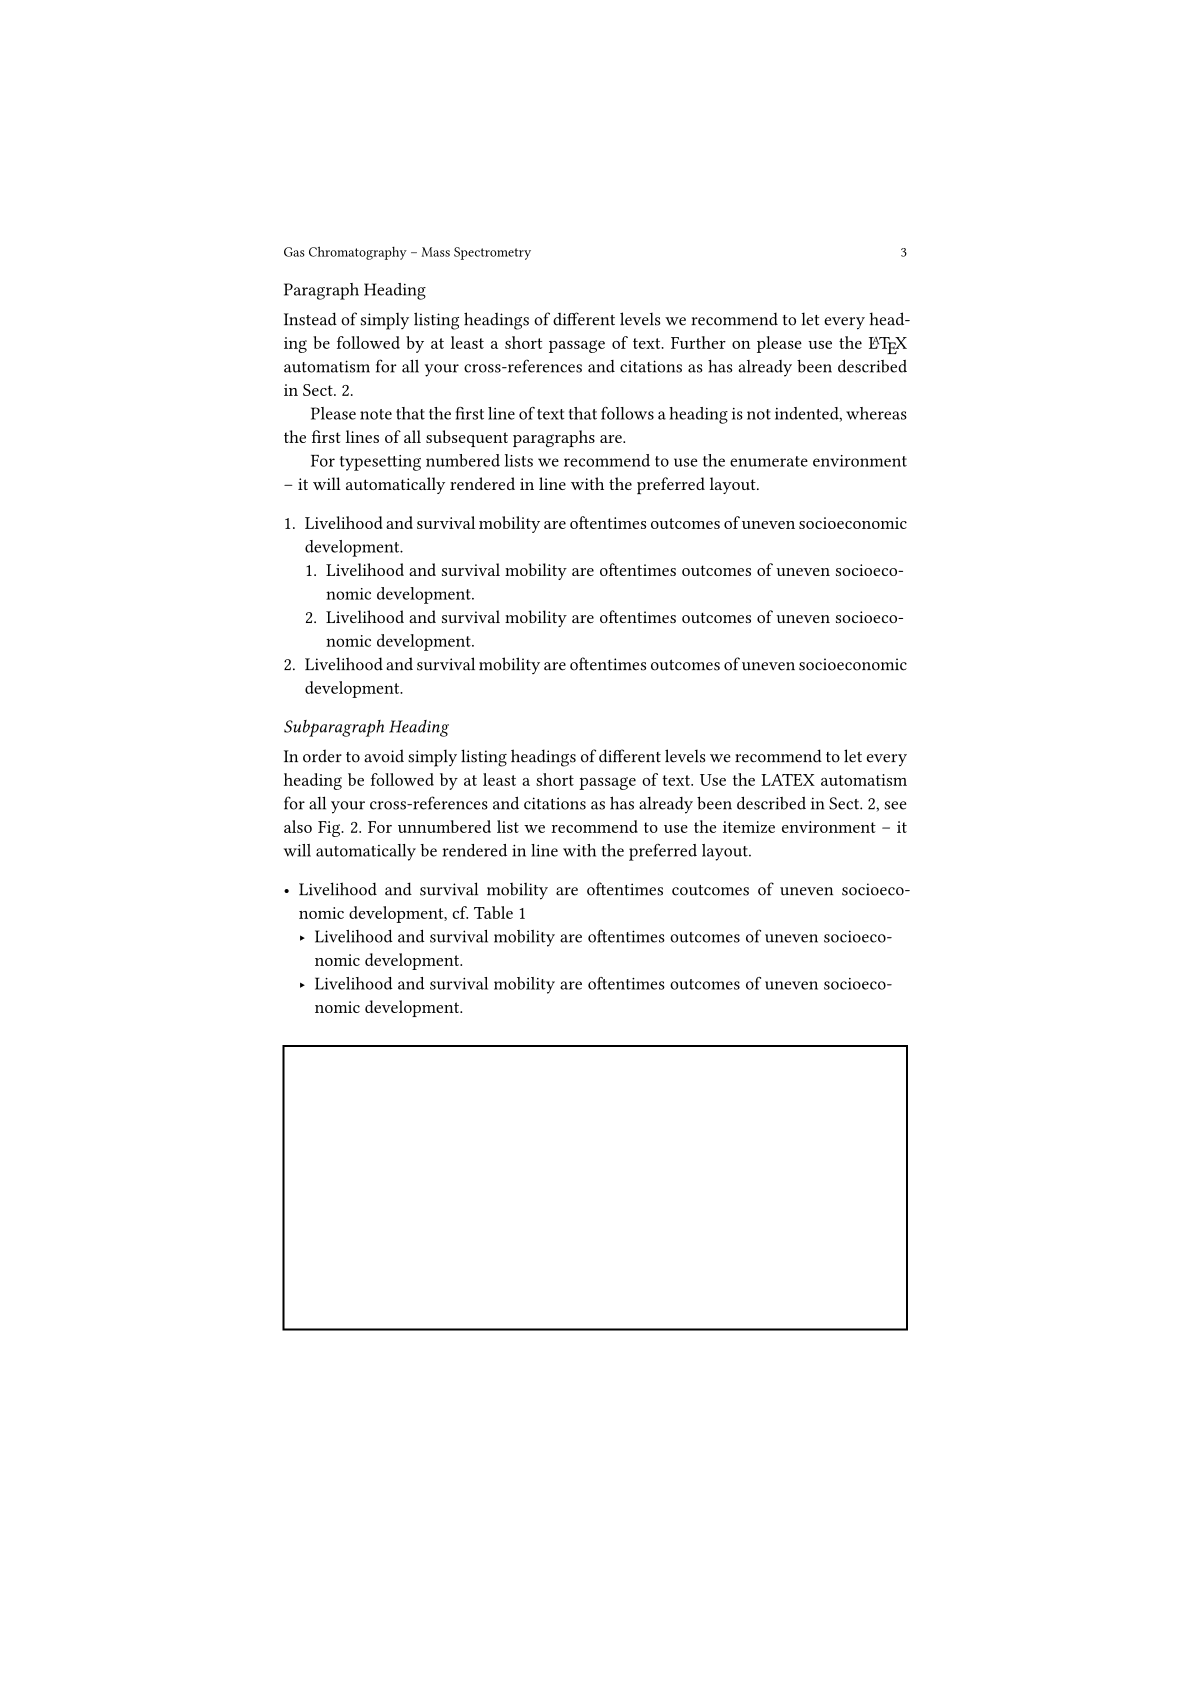 Gas Chromatography – Mass Spectrometry 3
Paragraph Heading
Instead of simply listing headings of different levels we recommend to let every head-
ing be followed by at least a short passage of text. Further on please use the LATEX
automatism for all your cross-references and citations as has already been described
in Sect. 2.
Please note that the first line of text that follows a heading is not indented, whereas
the first lines of all subsequent paragraphs are.
For typesetting numbered lists we recommend to use the enumerate environment
– it will automatically rendered in line with the preferred layout.
1. Livelihood and survival mobility are oftentimes outcomes of uneven socioeconomic
development.
1. Livelihood and survival mobility are oftentimes outcomes of uneven socioeco-
nomic development.
2. Livelihood and survival mobility are oftentimes outcomes of uneven socioeco-
nomic development.
2. Livelihood and survival mobility are oftentimes outcomes of uneven socioeconomic
development.
Subparagraph Heading
In order to avoid simply listing headings of different levels we recommend to let every
heading be followed by at least a short passage of text. Use the LATEX automatism
for all your cross-references and citations as has already been described in Sect. 2, see
also Fig. 2. For unnumbered list we recommend to use the itemize environment – it
will automatically be rendered in line with the preferred layout.
• Livelihood and survival mobility are oftentimes coutcomes of uneven socioeco-
nomic development, cf. Table 1
‣ Livelihood and survival mobility are oftentimes outcomes of uneven socioeco-
nomic development.
‣ Livelihood and survival mobility are oftentimes outcomes of uneven socioeco-
nomic development.